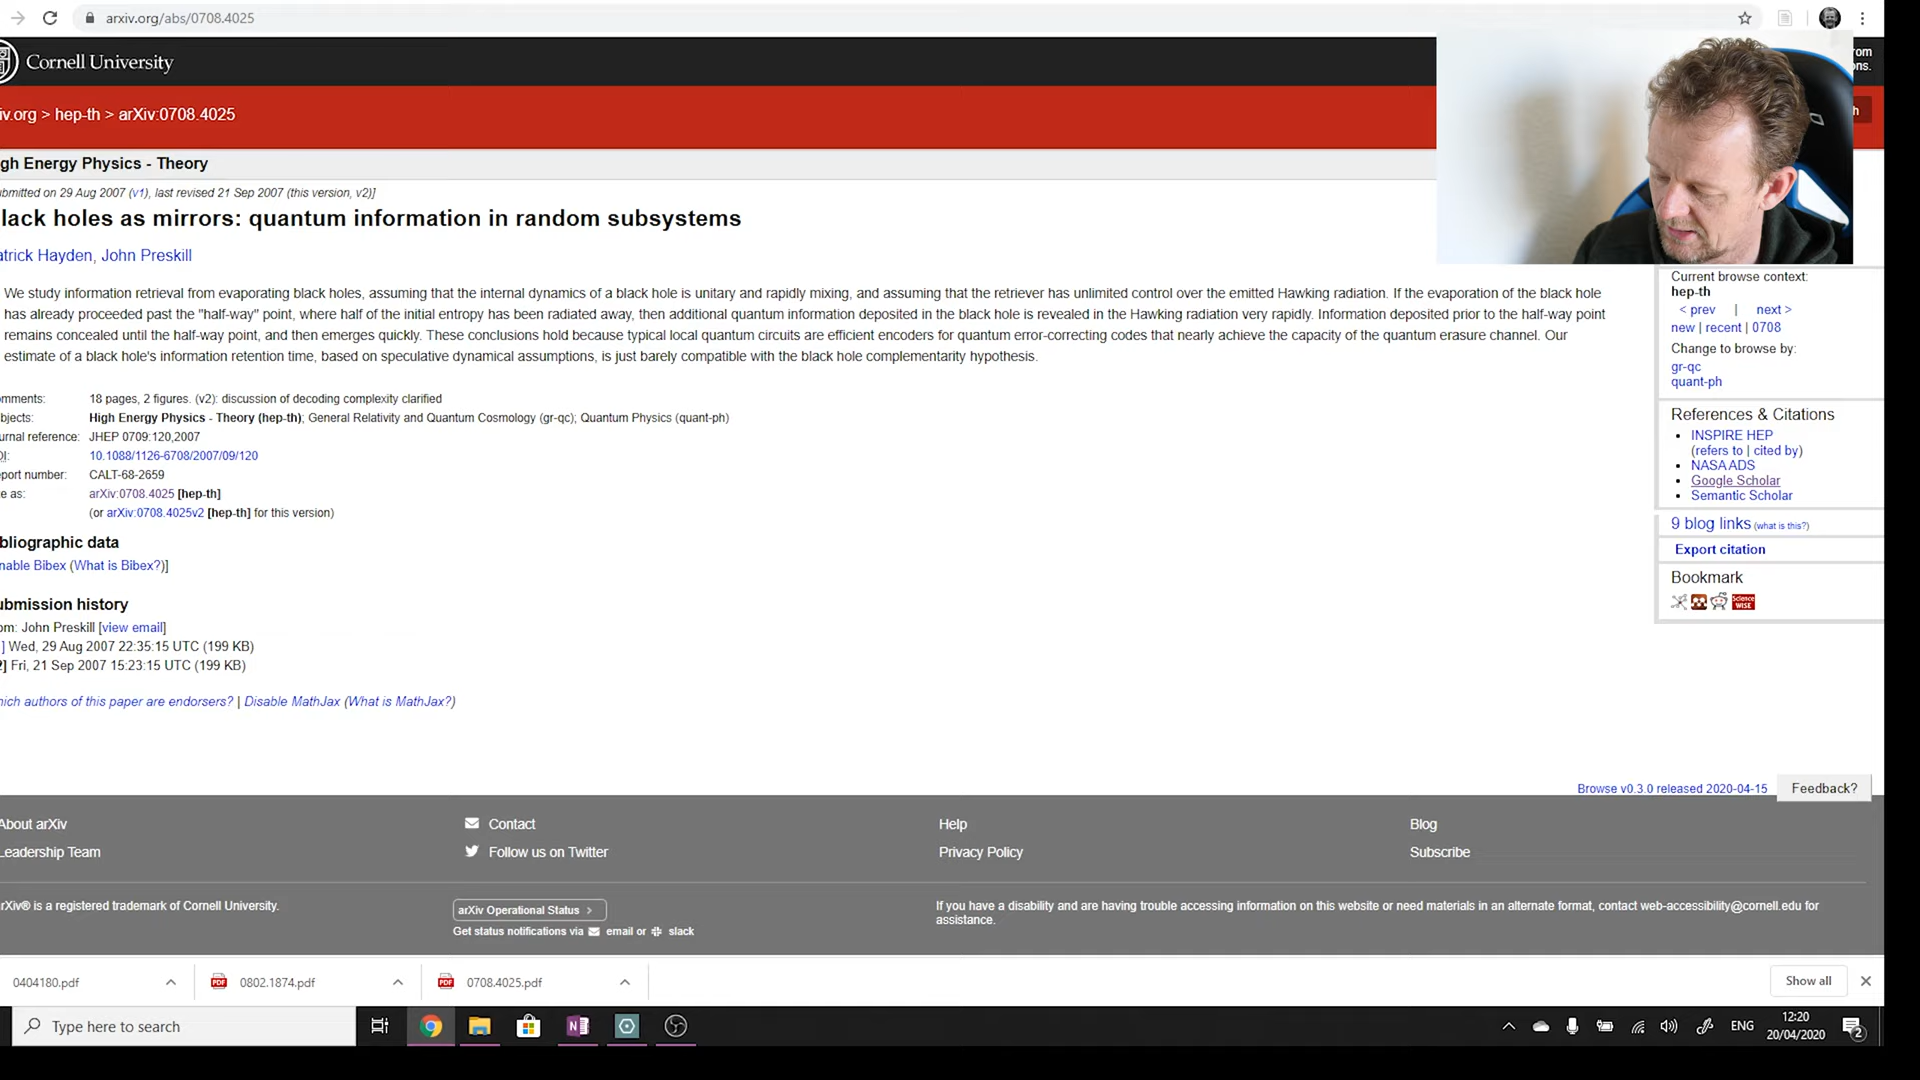 arxiv.org/abs/0708.4025
Cornell University
om
ons.
iv.org > hep-th > arXiv:0708.4025
h
gh Energy Physics - Theory
ubmitted on 29 Aug 2007 (v1), last revised 21 Sep 2007 (this version, v2)]
lack holes as mirrors: quantum information in random subsystems
atrick Hayden, John Preskill
We study information retrieval from evaporating black holes, assuming that the internal dynamics of a black hole is unitary and rapidly mixing, and assuming that the retriever has unlimited control over the emitted Hawking radiation. If the evaporation of the black hole
has already proceeded past the "half-way" point, where half of the initial entropy has been radiated away, then additional quantum information deposited in the black hole is revealed in the Hawking radiation very rapidly. Information deposited prior to the half-way point
remains concealed until the half-way point, and then emerges quickly. These conclusions hold because typical local quantum circuits are efficient encoders for quantum error-correcting codes that nearly achieve the capacity of the quantum erasure channel. Our
estimate of a black hole's information retention time, based on speculative dynamical assumptions, is just barely compatible with the black hole complementarity hypothesis.
mments: 18 pages, 2 figures. (v2): discussion of decoding complexity clarified
bjects: High Energy Physics - Theory (hep-th); General Relativity and Quantum Cosmology (gr-qc); Quantum Physics (quant-ph)
urnal reference: JHEP 0709:120,2007
OI: 10.1088/1126-6708/2007/09/120
eport number: CALT-68-2659
e as: arXiv:0708.4025 [hep-th]
(or arXiv:0708.4025v2 [hep-th] for this version)
bliographic data
nable Bibex (What is Bibex?)]
ubmission history
om: John Preskill [view email]
] Wed, 29 Aug 2007 22:35:15 UTC (199 KB)
2] Fri, 21 Sep 2007 15:23:15 UTC (199 KB)
hich authors of this paper are endorsers? | Disable MathJax (What is MathJax?)
Current browse context:
hep-th
< prev | next >
new | recent | 0708
Change to browse by:
gr-qc
quant-ph
References & Citations
INSPIRE HEP
(refers to | cited by)
NASA ADS
Google Scholar
Semantic Scholar
9 blog links (what is this?)
Export citation
Bookmark
Science WISE
Browse v0.3.0 released 2020-04-15 Feedback?
About arXiv
Leadership Team
Contact
Follow us on Twitter
Help
Privacy Policy
Blog
Subscribe
rXiv® is a registered trademark of Cornell University.
arXiv Operational Status >
Get status notifications via email or slack
If you have a disability and are having trouble accessing information on this website or need materials in an alternate format, contact web-accessibility@cornell.edu for
assistance.
0404180.pdf
PDF 0802.1874.pdf
PDF 0708.4025.pdf
Show all
Type here to search
N
ENG
12:20
20/04/2020
2